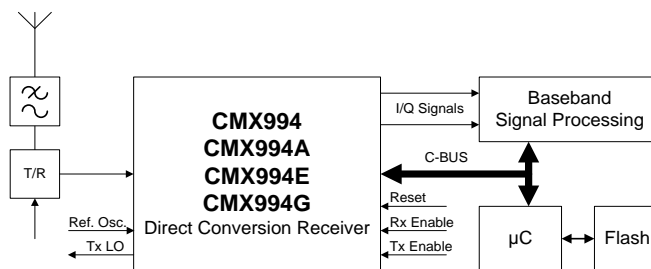 CMX994
CMX994A
CMX994E
CMX994G
Direct Conversion Receiver
T/R
Ref. Osc.
Tx LO
I/Q Signals
C-BUS
Reset
Rx Enable
Tx Enable
Baseband
Signal Processing
µC
Flash